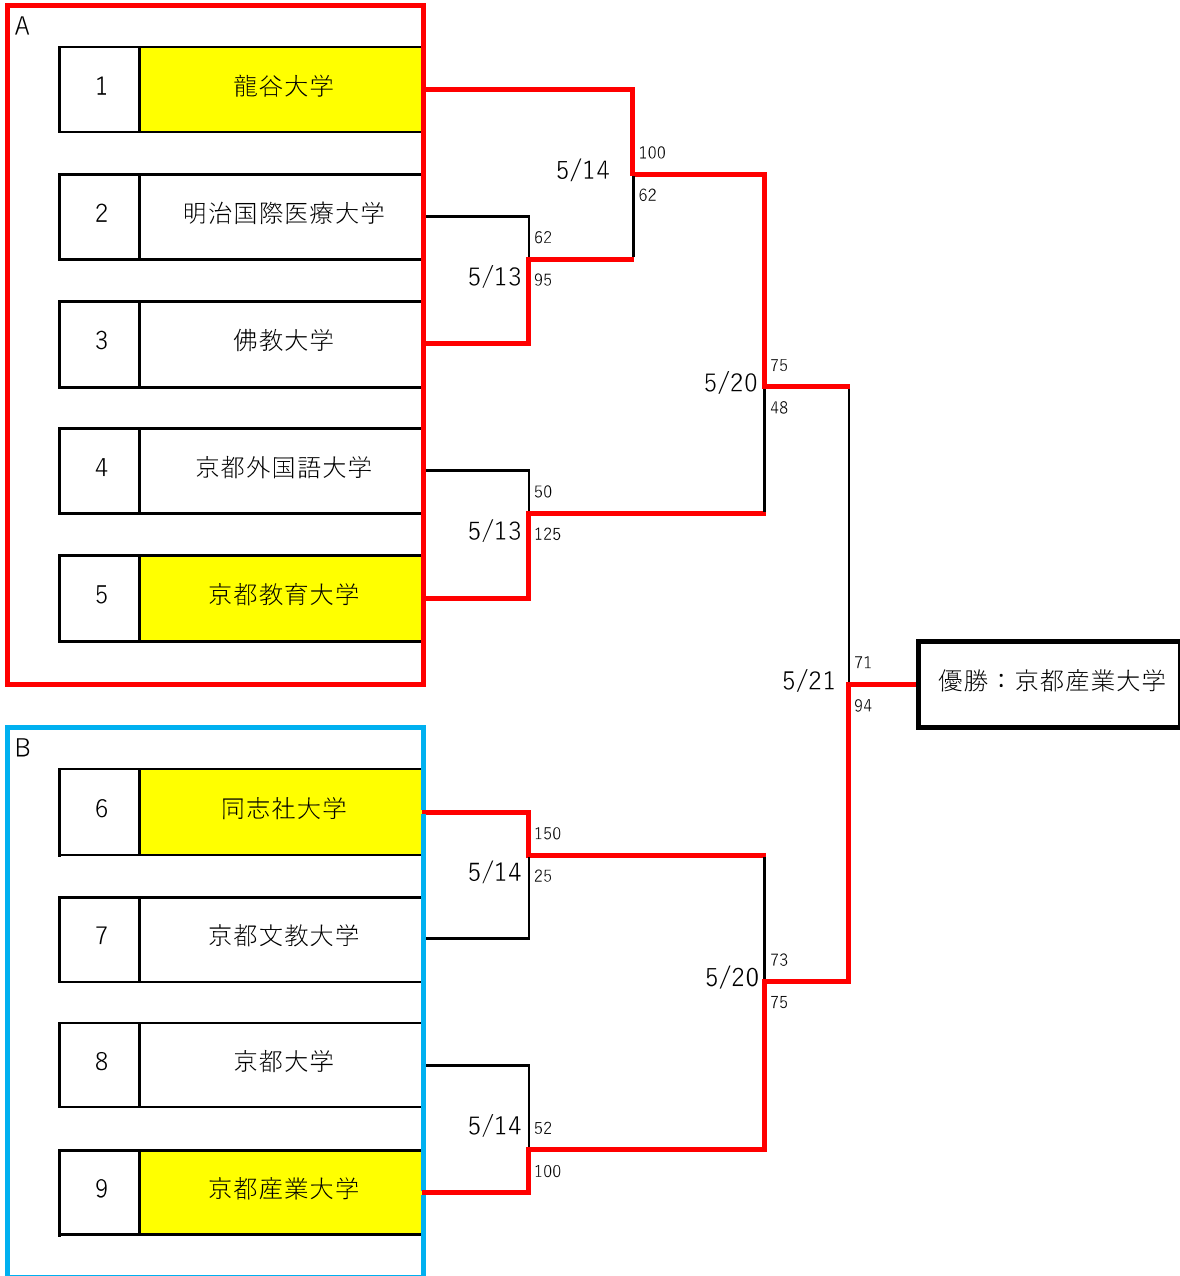 A
1 龍谷大学
5/14
100
62
2 明治国際医療大学
62
5/13
95
3 佛教大学
75
5/20
48
4 京都外国語大学
50
5/13
125
5 京都教育大学
71
5/21
94
優勝：京都産業大学
B
6 同志社大学
150
5/14
25
7 京都文教大学
73
5/20
75
8 京都大学
5/14
52
100
9 京都産業大学